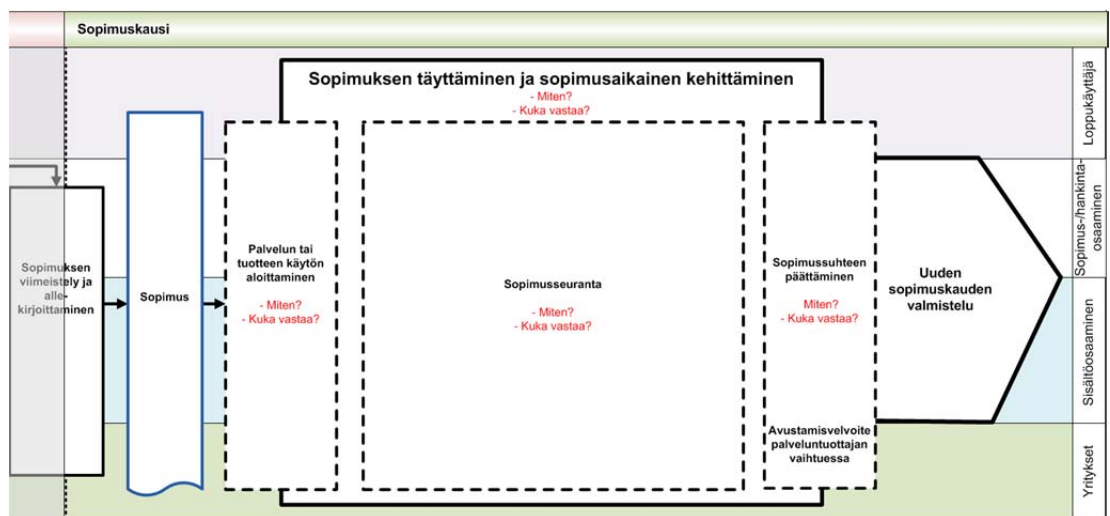 Sopimuskausi
Sopimuksen täyttäminen ja sopimusaikainen kehittäminen
- Miten?
- Kuka vastaa?
Sopimuksen
viimeistely ja
alle-
kirjoittaminen
Sopimus
Palvelun tai
tuotteen käytön
aloittaminen
- Miten?
- Kuka vastaa?
Sopimusseuranta
- Miten?
- Kuka vastaa?
Sopimussuhteen
päättäminen
Miten?
- Kuka vastaa?
Avustamisvelvoite
palveluntuottajan
vaihtuessa
Uuden
sopimuskauden
valmistelu
Loppukäyttäjä
Sopimus-/hankinta-
osaaminen
Sisältöosaaminen
Yritykset